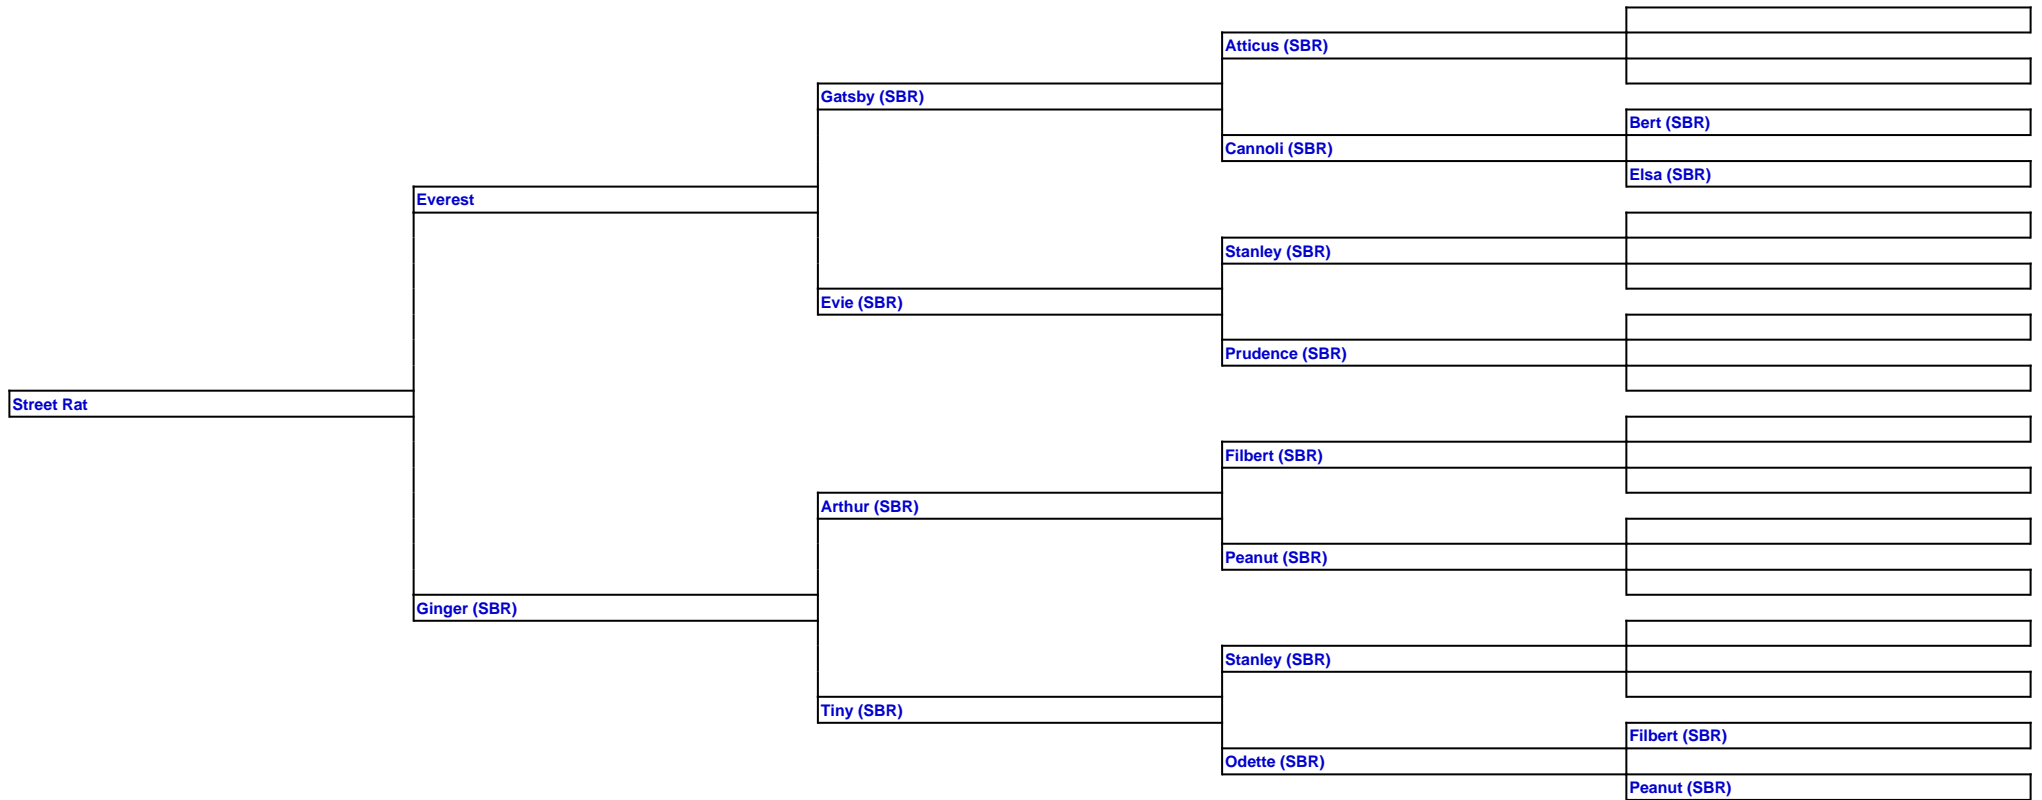 Atticus (SBR)
Gatsby (SBR)
Bert (SBR)
Cannoli (SBR)
Elsa (SBR)
Everest
Stanley (SBR)
Evie (SBR)
Prudence (SBR)
Street Rat
Filbert (SBR)
Arthur (SBR)
Peanut (SBR)
Ginger (SBR)
Stanley (SBR)
Tiny (SBR)
Filbert (SBR)
Odette (SBR)
Peanut (SBR)